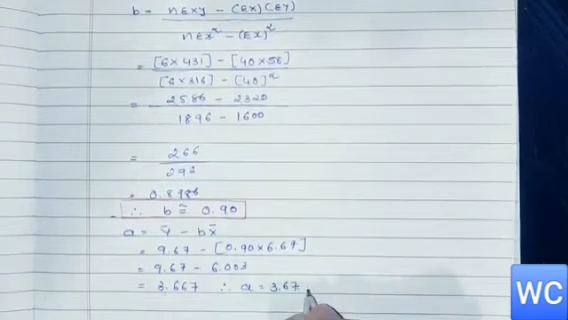 b = nΣxy - (Σx)(Σy)
nΣx² - (Σx)²
= [6 × 431] - [40 × 58]
[6 × 316] - [40]²
= 2586 - 2320
1896 - 1600
= 266
296
= 0.8986
∴ b ≅ 0.90
a = ȳ - bx̄
= 9.67 - [0.90 × 6.67]
= 9.67 - 6.003
= 3.667 ∴ a = 3.67
WC